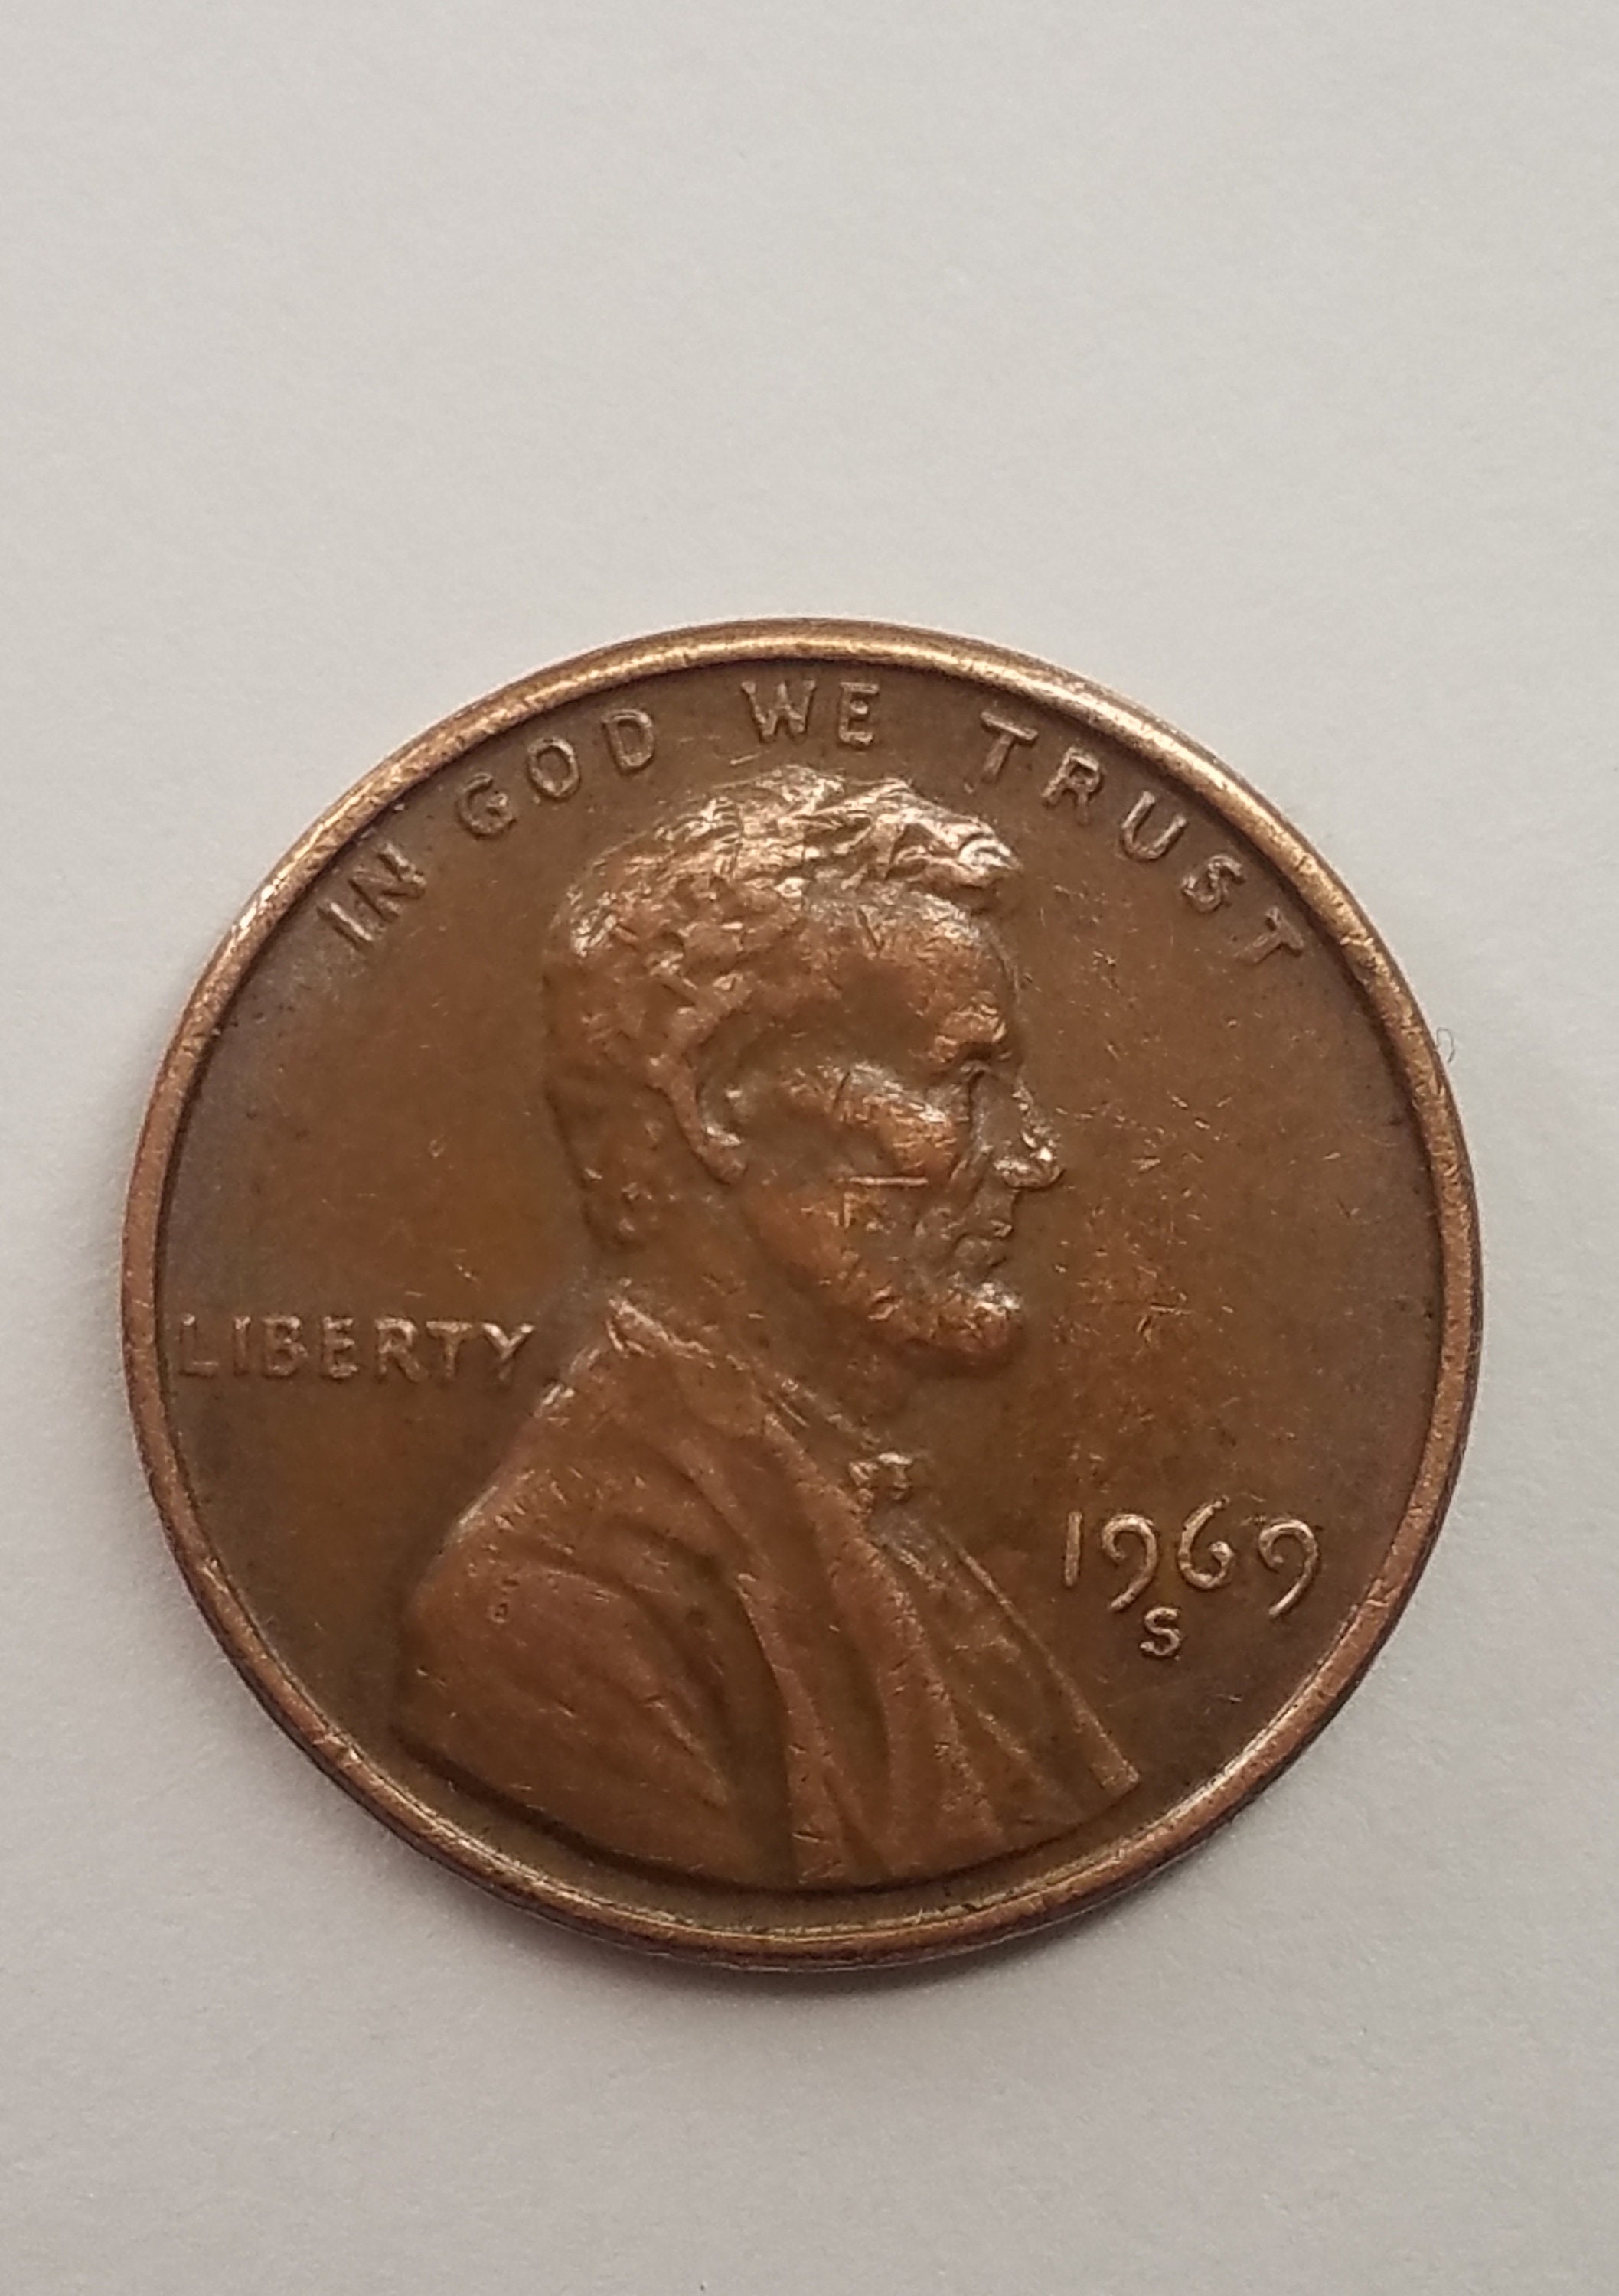 IN GOD WE TRUST
LIBERTY
1969
S